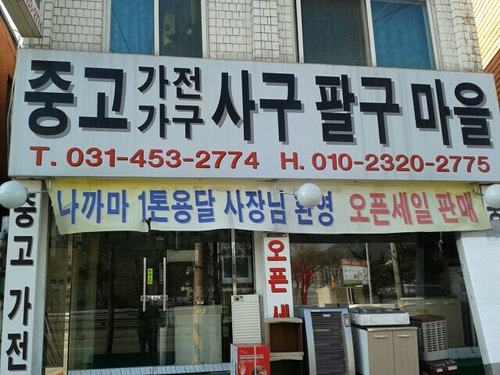 중고 가전 가구 사구 팔구 마을
T. 031-453-2774 H. 010-2320-2775
나까마 1톤용달 사장님 환영 오픈세일 판매
중고 가전
오픈세